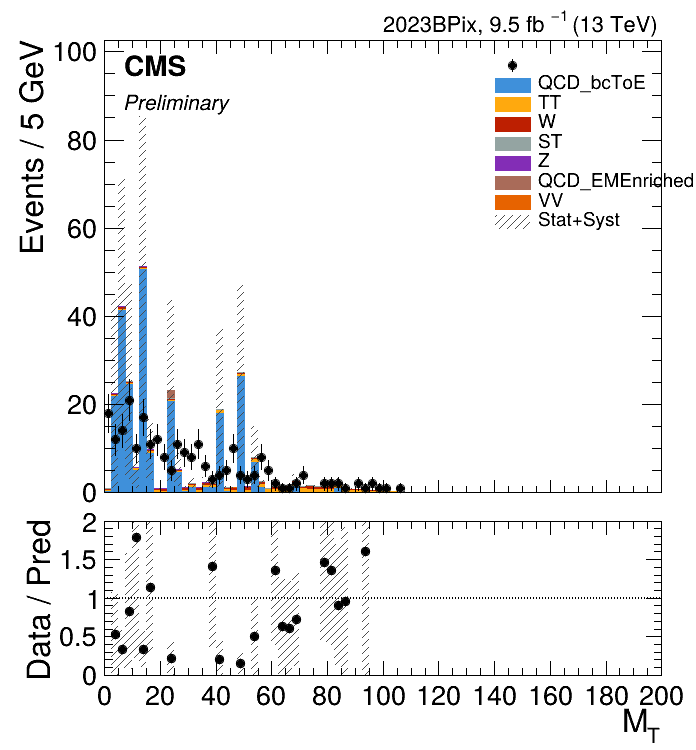 2023BPix, 9.5 fb⁻¹ (13 TeV)
Events / 5 GeV
100
80
60
40
20
0
CMS
Preliminary
QCD_bcToE
TT
W
ST
Z
QCD_EMEnriched
VV
Stat+Syst
Data / Pred
2
1.5
1
0.5
0
0 20 40 60 80 100 120 140 160 180 200
M_T